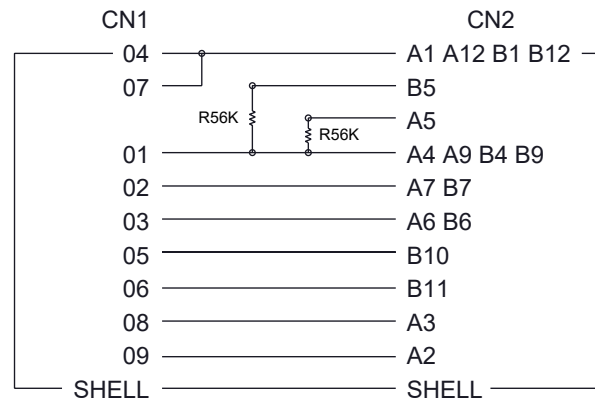 CN1 CN2
04 A1 A12 B1 B12
07 B5
R56K A5
R56K
01 A4 A9 B4 B9
02 A7 B7
03 A6 B6
05 B10
06 B11
08 A3
09 A2
SHELL SHELL